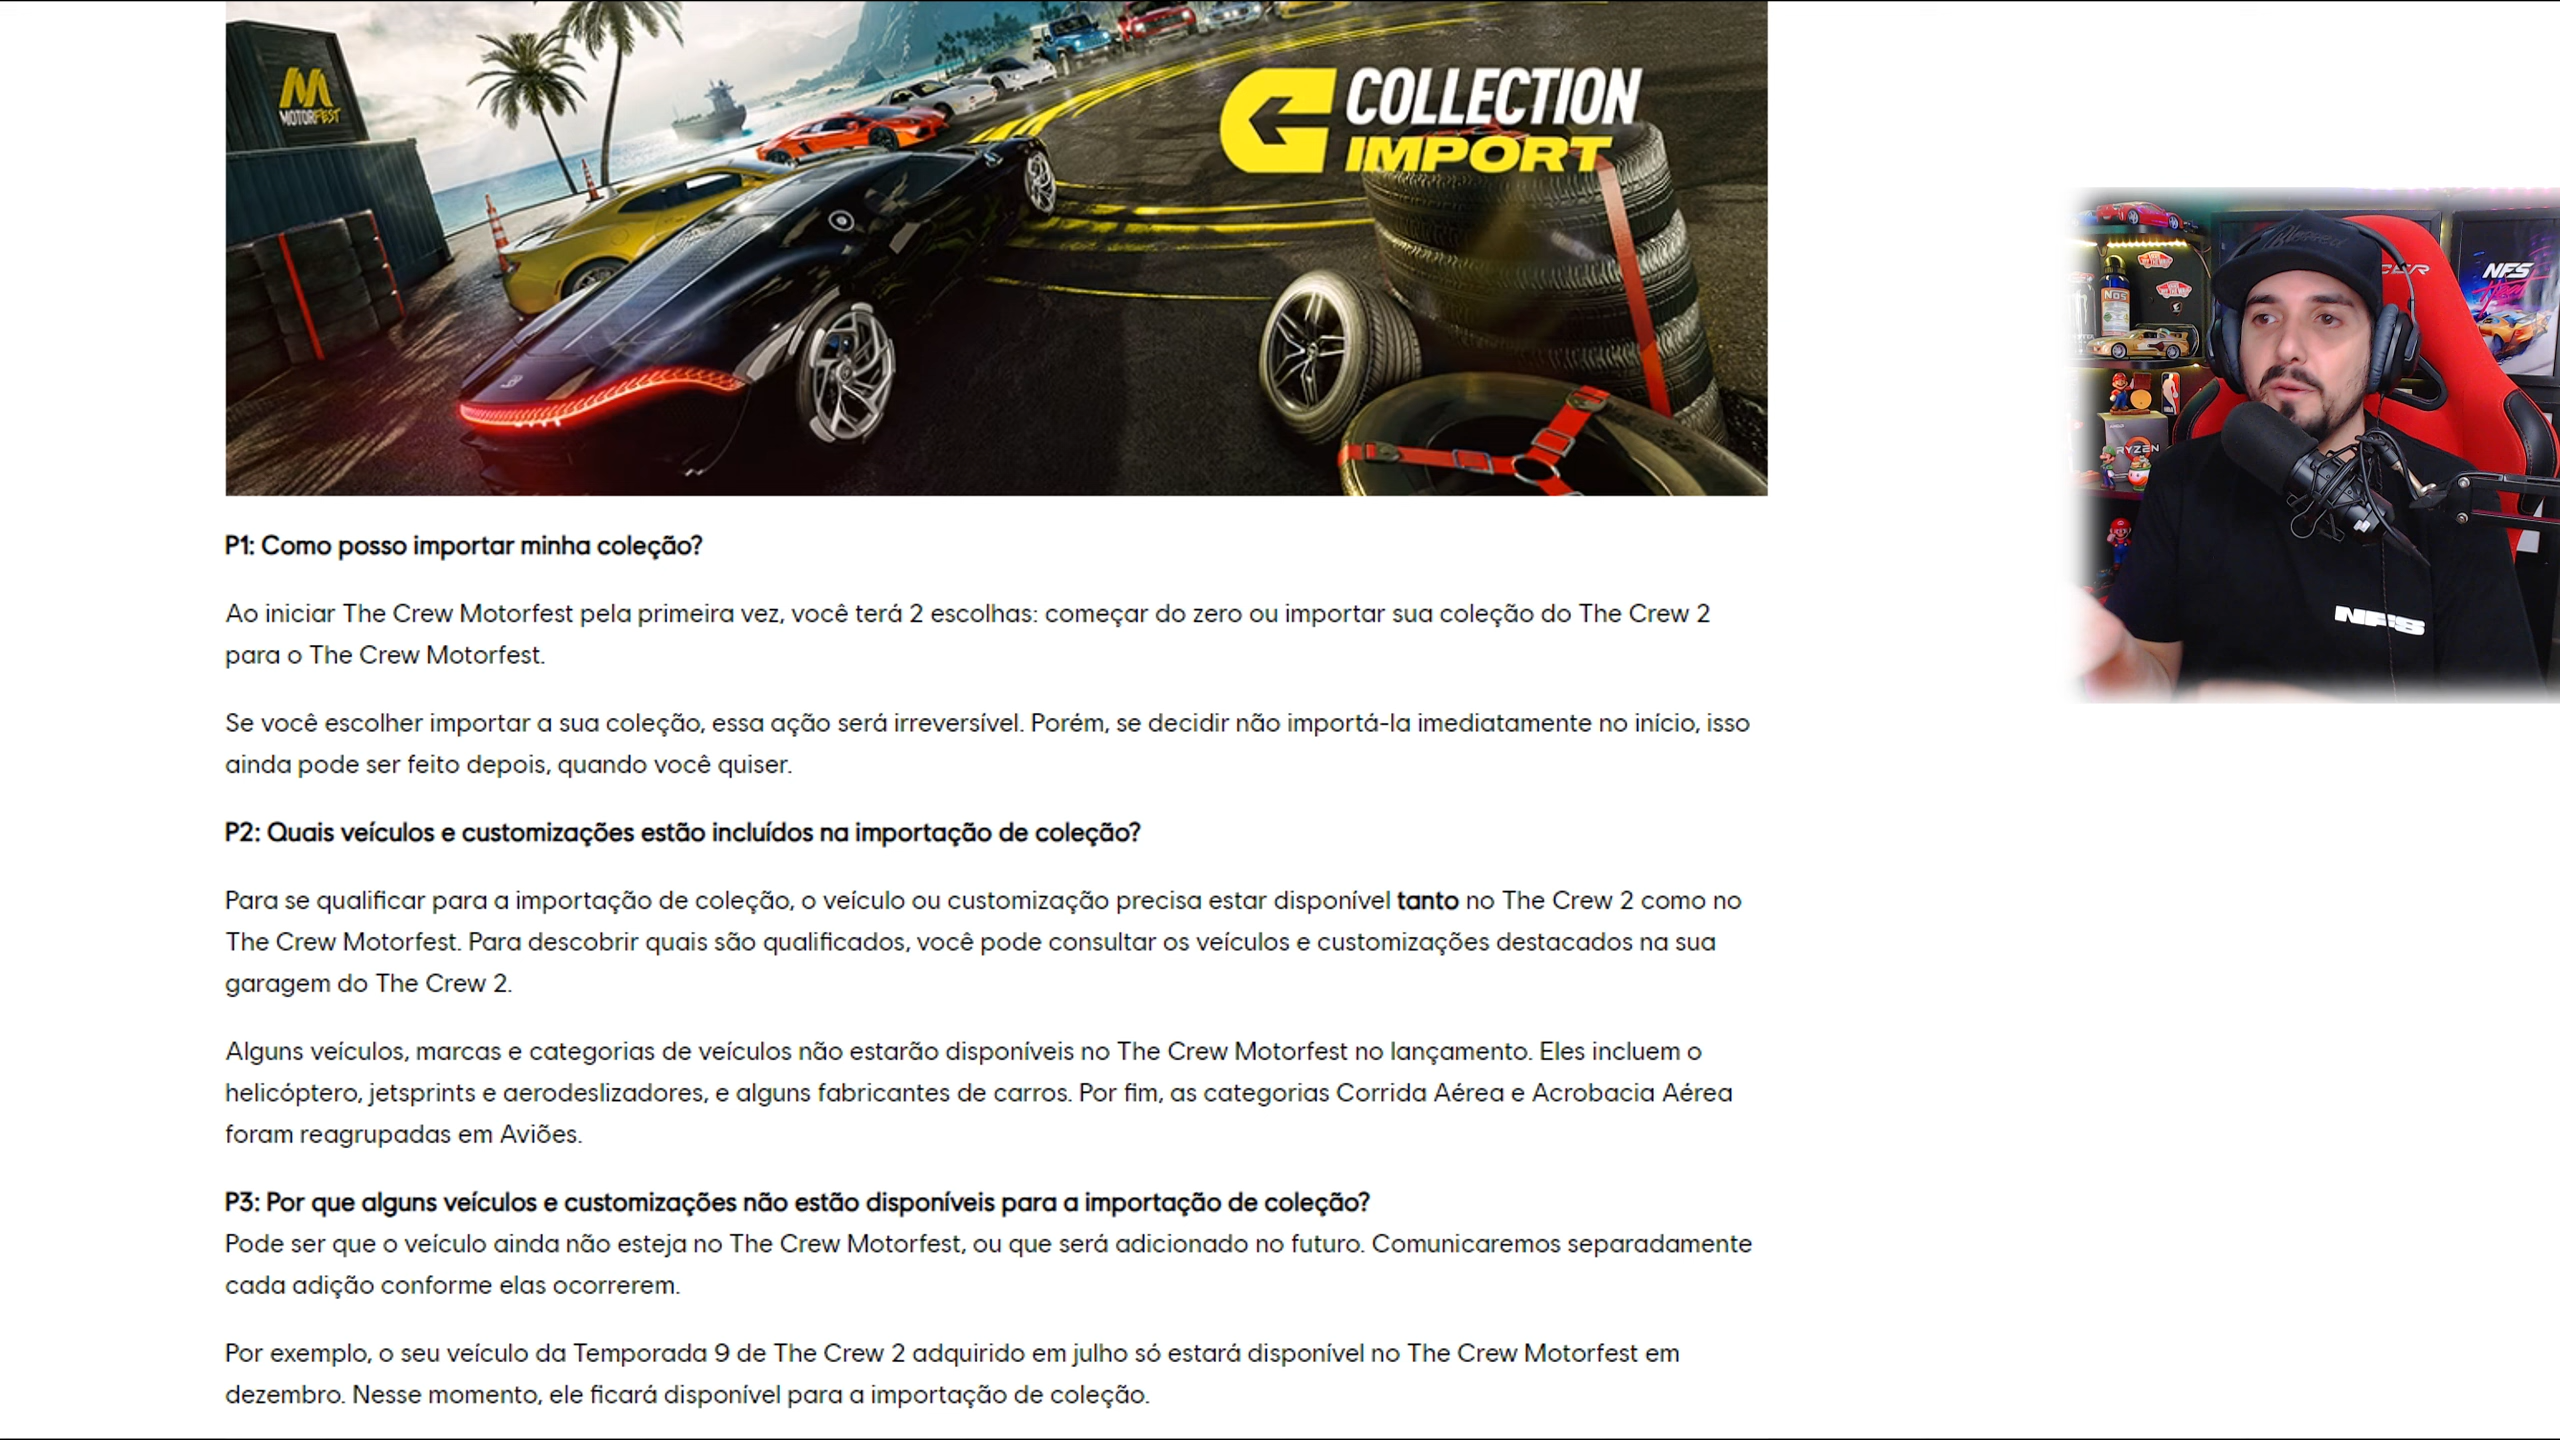 MOTORFEST
COLLECTION
IMPORT
P1: Como posso importar minha coleção?
Ao iniciar The Crew Motorfest pela primeira vez, você terá 2 escolhas: começar do zero ou importar sua coleção do The Crew 2
para o The Crew Motorfest.
Se você escolher importar a sua coleção, essa ação será irreversível. Porém, se decidir não importá-la imediatamente no início, isso
ainda pode ser feito depois, quando você quiser.
P2: Quais veículos e customizações estão incluídos na importação de coleção?
Para se qualificar para a importação de coleção, o veículo ou customização precisa estar disponível tanto no The Crew 2 como no
The Crew Motorfest. Para descobrir quais são qualificados, você pode consultar os veículos e customizações destacados na sua
garagem do The Crew 2.
Alguns veículos, marcas e categorias de veículos não estarão disponíveis no The Crew Motorfest no lançamento. Eles incluem o
helicóptero, jetsprints e aerodeslizadores, e alguns fabricantes de carros. Por fim, as categorias Corrida Aérea e Acrobacia Aérea
foram reagrupadas em Aviões.
P3: Por que alguns veículos e customizações não estão disponíveis para a importação de coleção?
Pode ser que o veículo ainda não esteja no The Crew Motorfest, ou que será adicionado no futuro. Comunicaremos separadamente
cada adição conforme elas ocorrerem.
Por exemplo, o seu veículo da Temporada 9 de The Crew 2 adquirido em julho só estará disponível no The Crew Motorfest em
dezembro. Nesse momento, ele ficará disponível para a importação de coleção.
NFS
Heat
NOS
RYZEN
NFS